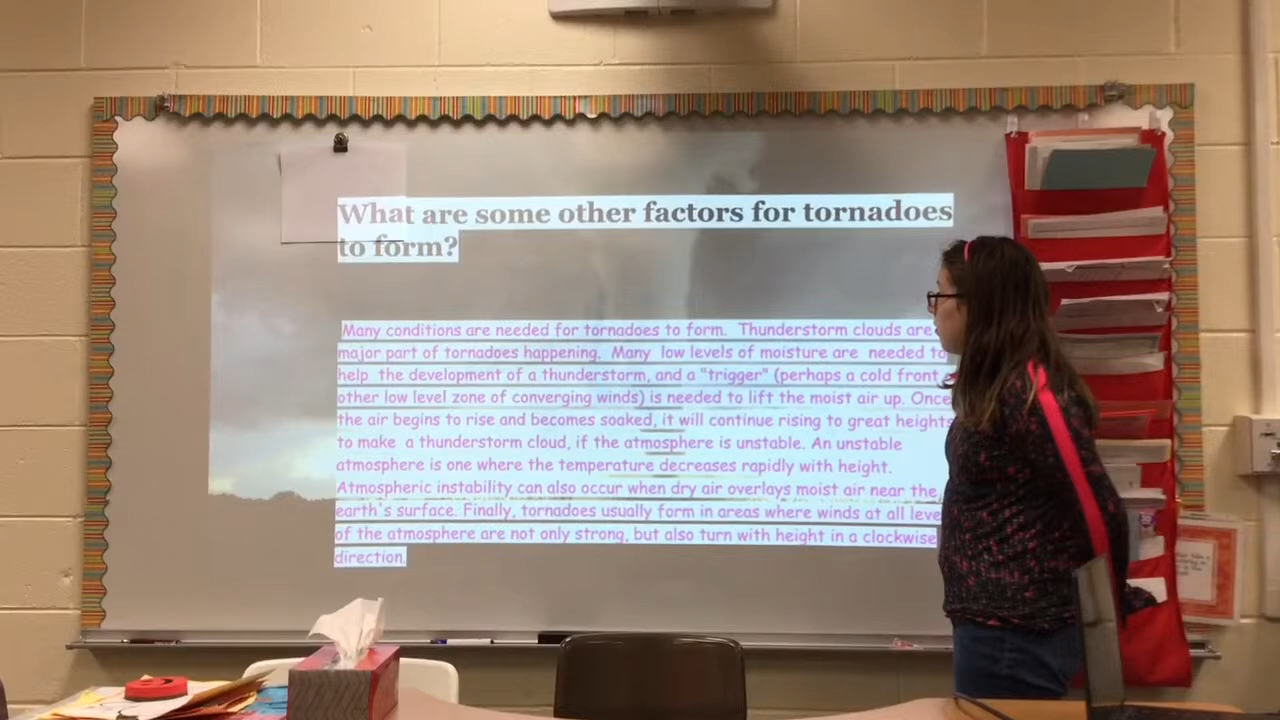 What are some other factors for tornadoes
to form?
Many conditions are needed for tornadoes to form. Thunderstorm clouds are
major part of tornadoes happening. Many low levels of moisture are needed to
help the development of a thunderstorm, and a "trigger" (perhaps a cold front
other low level zone of converging winds) is needed to lift the moist air up. Once
the air begins to rise and becomes soaked, it will continue rising to great heights
to make a thunderstorm cloud, if the atmosphere is unstable. An unstable
atmosphere is one where the temperature decreases rapidly with height.
Atmospheric instability can also occur when dry air overlays moist air near the
earth's surface. Finally, tornadoes usually form in areas where winds at all
of the atmosphere are not only strong, but also turn with height in a clockwise
direction.